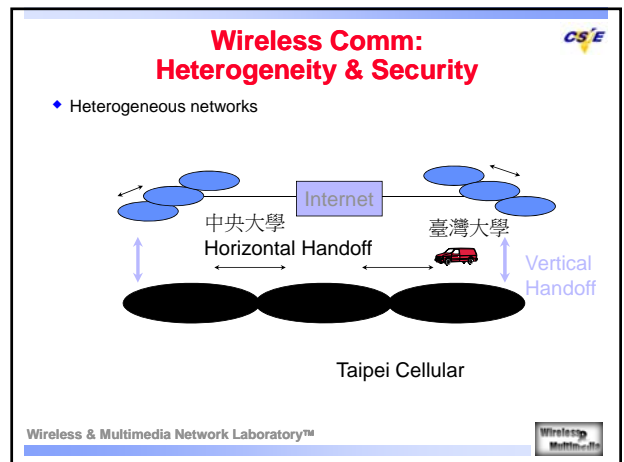 Wireless Comm:
Heterogeneity & Security
CS/E
Heterogeneous networks
Internet
中央大學
臺灣大學
Horizontal Handoff
Vertical
Handoff
Taipei Cellular
Wireless & Multimedia Network Laboratory™
Wireless
Multimedia